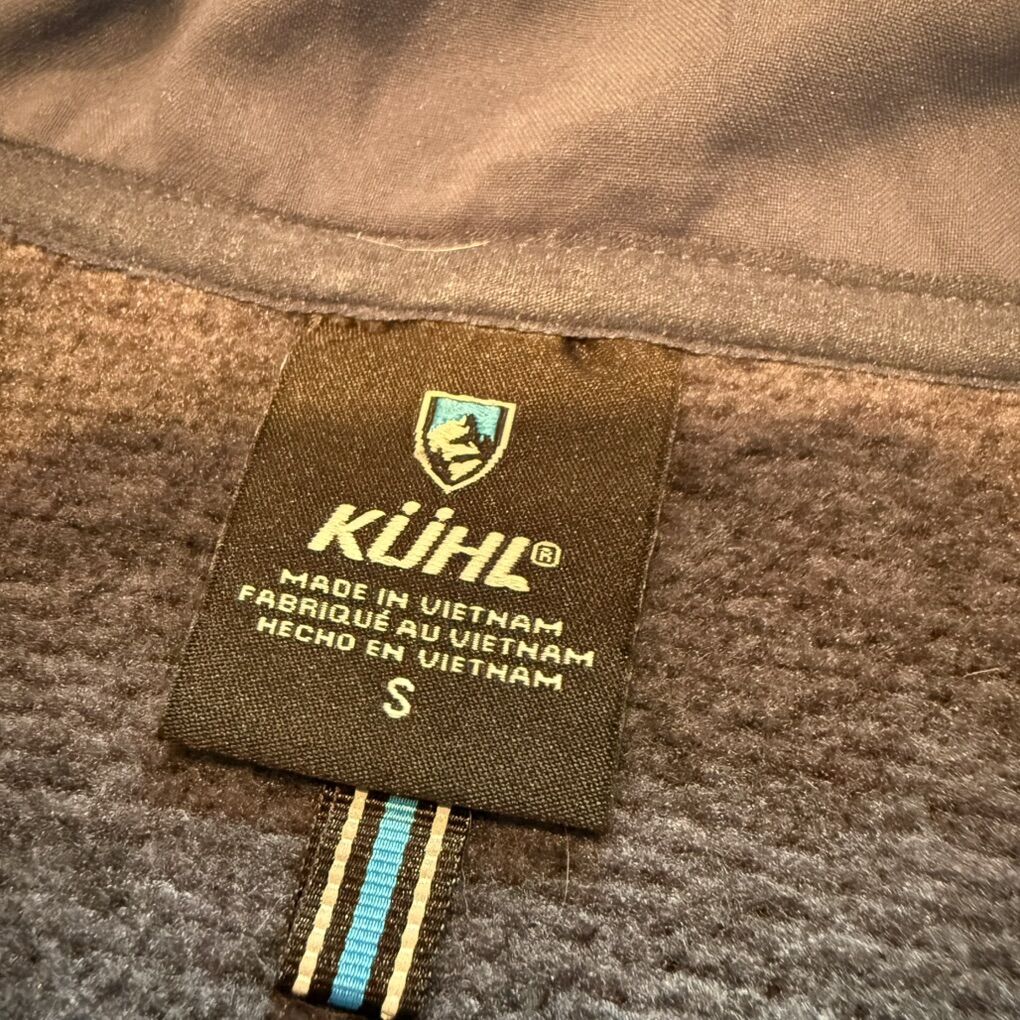 KÜHL®
MADE IN VIETNAM
FABRIQUÉ AU VIETNAM
HECHO EN VIETNAM
S